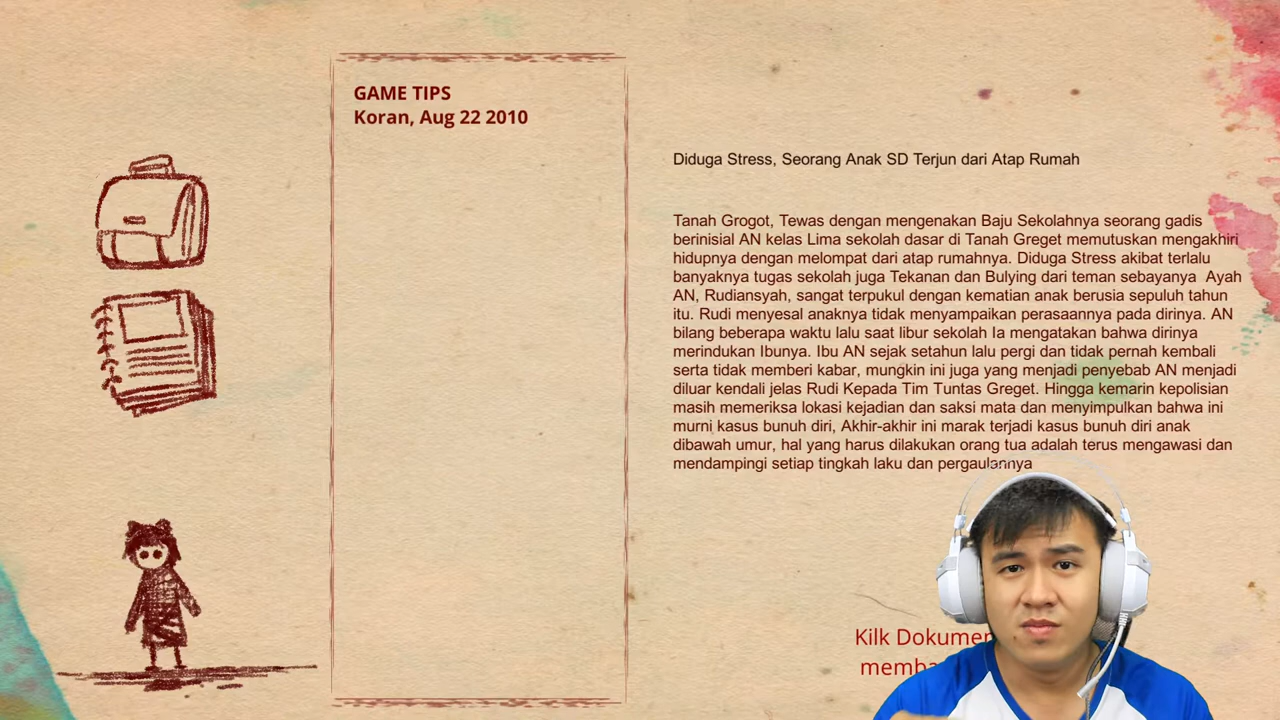 GAME TIPS
Koran, Aug 22 2010
Diduga Stress, Seorang Anak SD Terjun dari Atap Rumah
Tanah Grogot, Tewas dengan mengenakan Baju Sekolahnya seorang gadis
berinisial AN kelas Lima sekolah dasar di Tanah Greget memutuskan mengakhiri
hidupnya dengan melompat dari atap rumahnya. Diduga Stress akibat terlalu
banyaknya tugas sekolah juga Tekanan dan Bulying dari teman sebayanya  Ayah
AN, Rudiansyah, sangat terpukul dengan kematian anak berusia sepuluh tahun
itu. Rudi menyesal anaknya tidak menyampaikan perasaannya pada dirinya. AN
bilang beberapa waktu lalu saat libur sekolah Ia mengatakan bahwa dirinya
merindukan Ibunya. Ibu AN sejak setahun lalu pergi dan tidak pernah kembali
serta tidak memberi kabar, mungkin ini juga yang menjadi penyebab AN menjadi
diluar kendali jelas Rudi Kepada Tim Tuntas Greget. Hingga kemarin kepolisian
masih memeriksa lokasi kejadian dan saksi mata dan menyimpulkan bahwa ini
murni kasus bunuh diri, Akhir-akhir ini marak terjadi kasus bunuh diri anak
dibawah umur, hal yang harus dilakukan orang tua adalah terus mengawasi dan
mendampingi setiap tingkah laku dan pergaulannya
Kilk